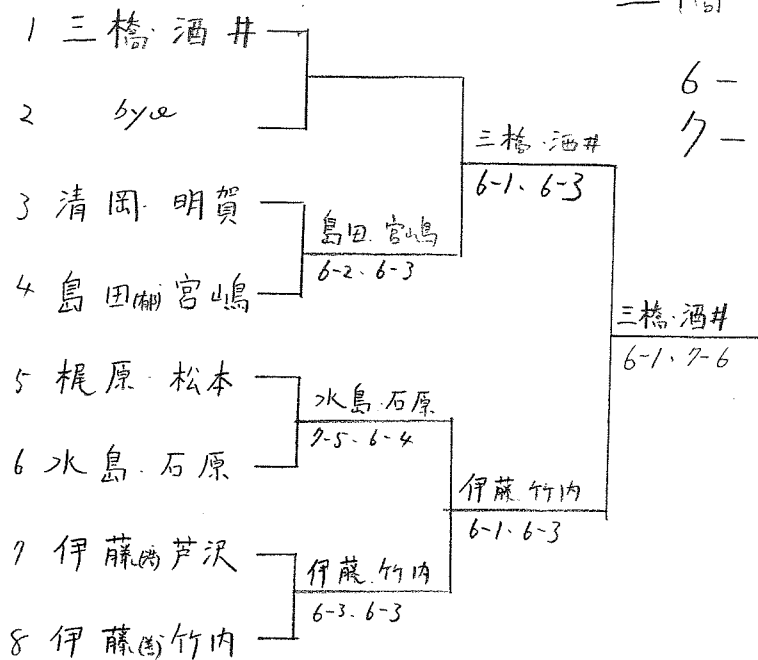 1 三橋・酒井
2 bye
3 清岡・明賀
4 島田 宮嶋
5 梶原・松本
6 水島・石原
7 伊藤 芦沢
8 伊藤 竹内
島田・宮嶋
6-2、6-3
水島・石原
7-5、6-4
伊藤・竹内
6-3、6-3
三橋・酒井
6-1、6-3
伊藤・竹内
6-1、6-3
三橋・酒井
6-1、7-6
6-
7-